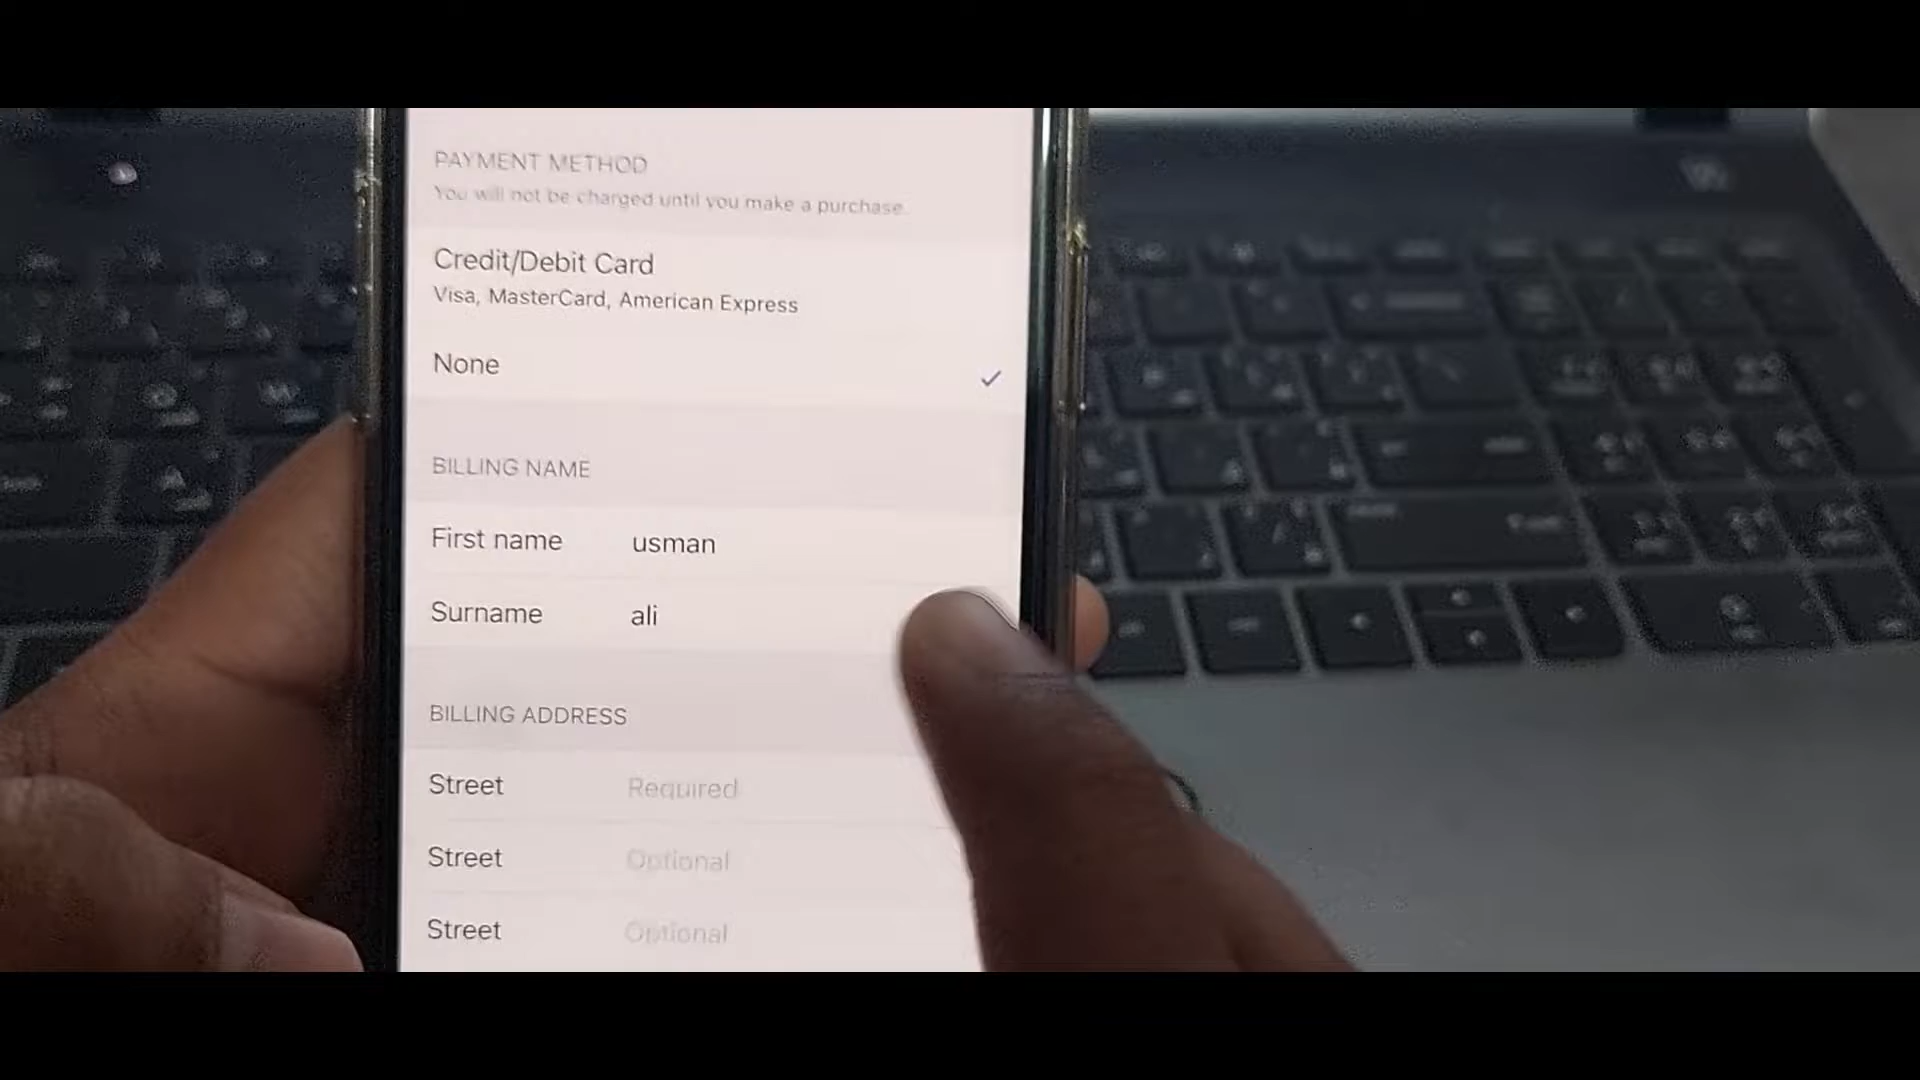 PAYMENT METHOD
You will not be charged until you make a purchase.
Credit/Debit Card
Visa, MasterCard, American Express
None
BILLING NAME
First name usman
Surname ali
BILLING ADDRESS
Street Required
Street Optional
Street Optional